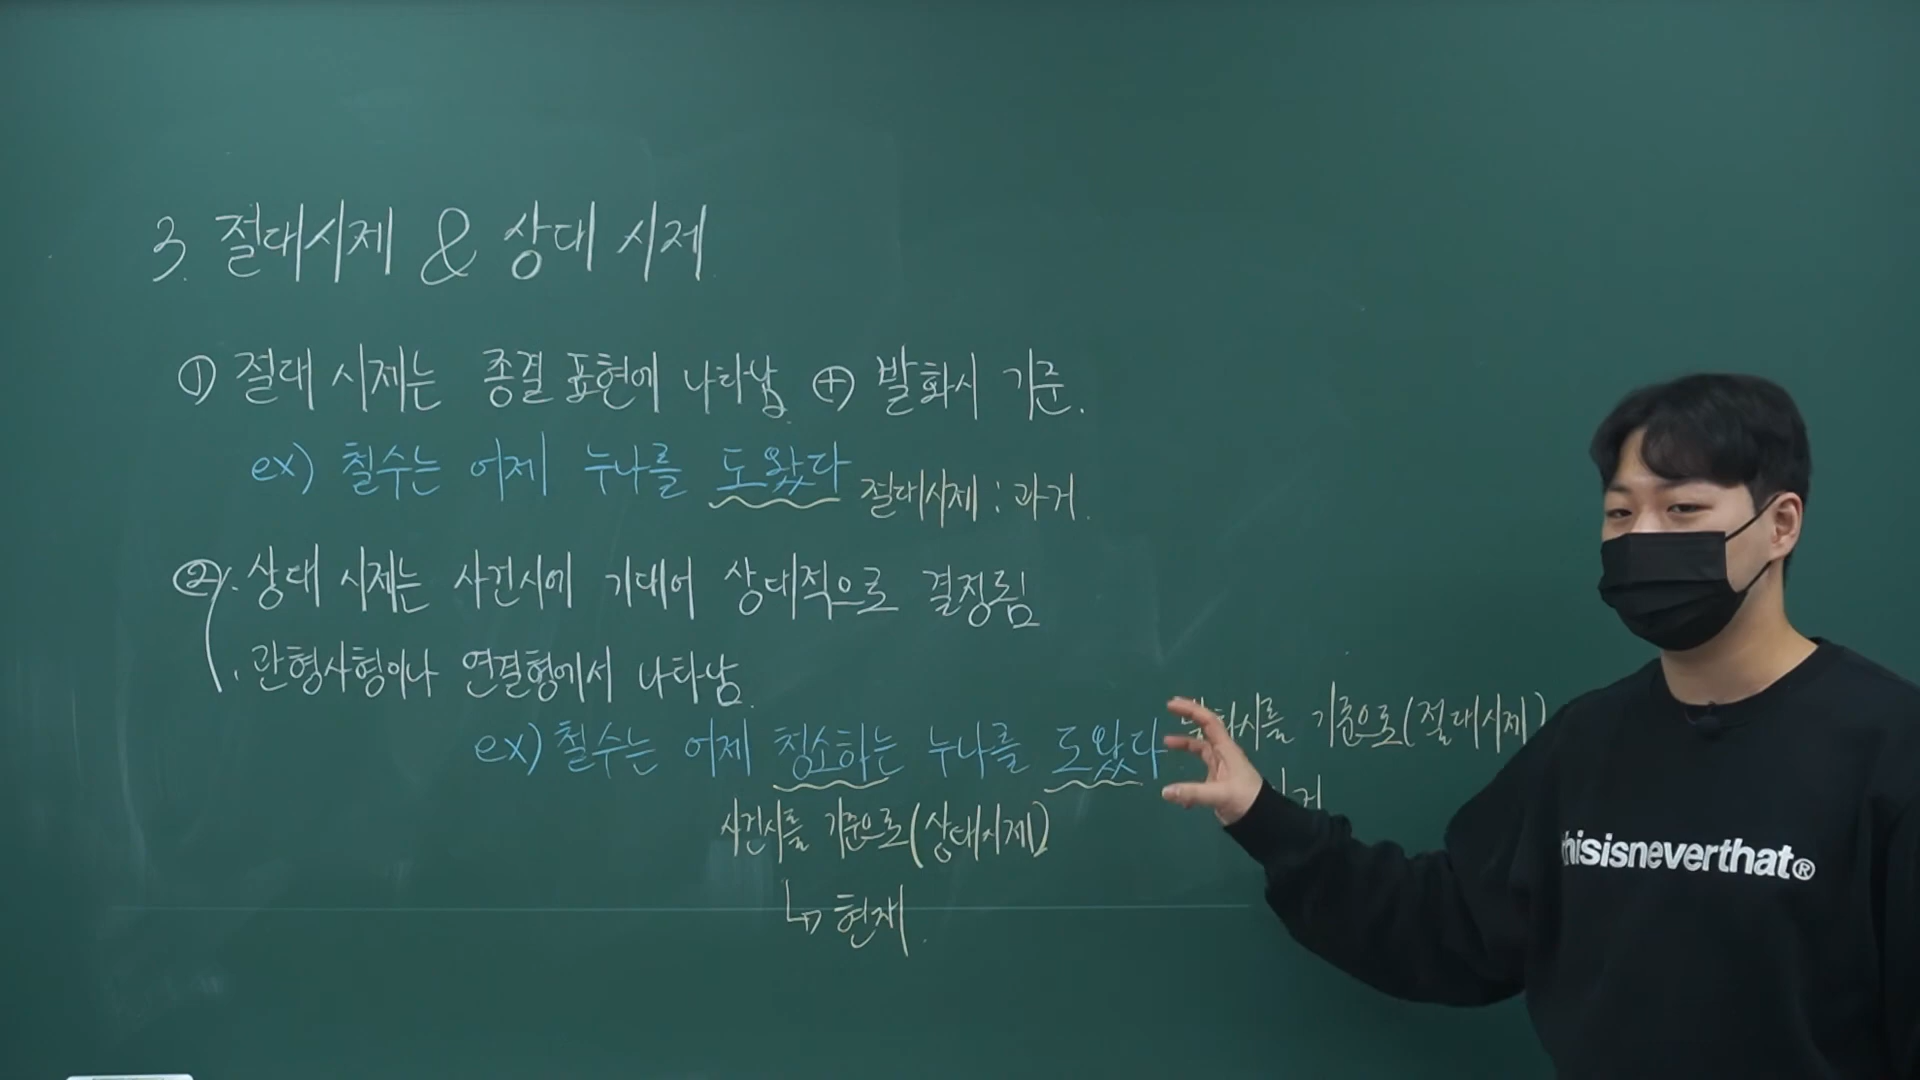 3. 절대시제 & 상대 시제
① 절대 시제는 종결 표현에 나타남. ⊕ 발화시 기준.
ex) 철수는 어제 누나를 도왔다
절대시제 : 과거.
② . 상대 시제는 사건시에 기대어 상대적으로 결정됨
. 관형사형이나 연결형에서 나타남.
ex) 철수는 어제 청소하는 누나를 도왔다.
기준으로(절대시제)
사건시를 기준으로(상대시제)
↳ 현재.
hisisneverthat®